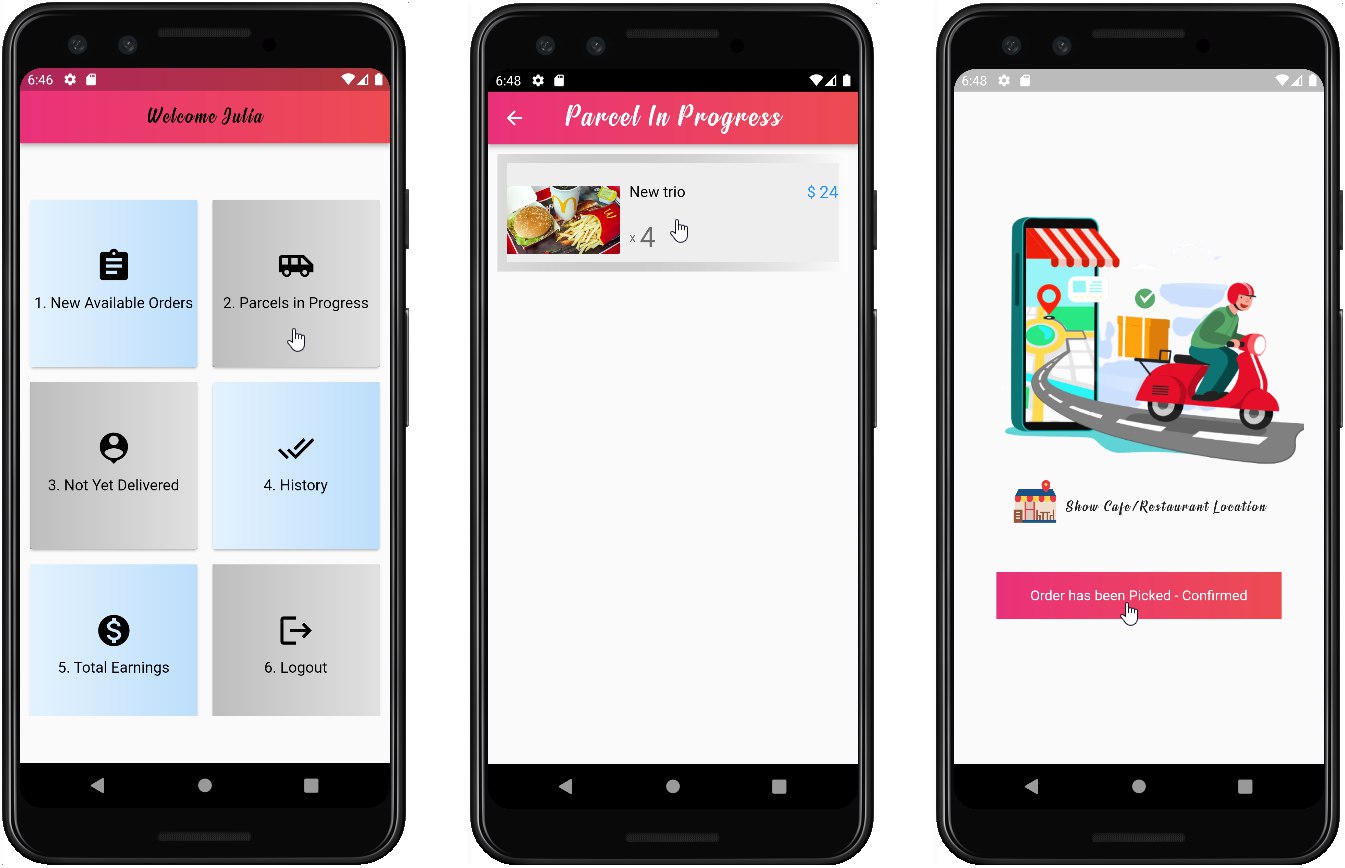 6:46
Welcome Julia
1. New Available Orders
2. Parcels in Progress
3. Not Yet Delivered
4. History
5. Total Earnings
6. Logout
6:48
Parcel In Progress
New trio
$ 24
x 4
6:48
Show Cafe/Restaurant Location
Order has been Picked - Confirmed